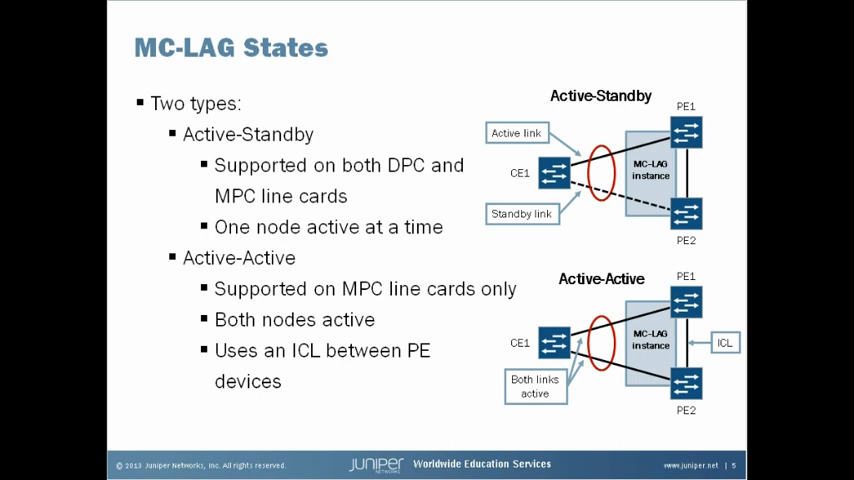 MC-LAG States
▪ Two types:
▪ Active-Standby
▪ Supported on both DPC and
MPC line cards
▪ One node active at a time
▪ Active-Active
▪ Supported on MPC line cards only
▪ Both nodes active
▪ Uses an ICL between PE
devices
Active-Standby
PE1
Active link
CE1
MC-LAG
instance
Standby link
PE2
Active-Active
PE1
CE1
MC-LAG
instance
ICL
Both links
active
PE2
© 2013 Juniper Networks, Inc. All rights reserved.
JUNIPER
NETWORKS
Worldwide Education Services
www.juniper.net | 5